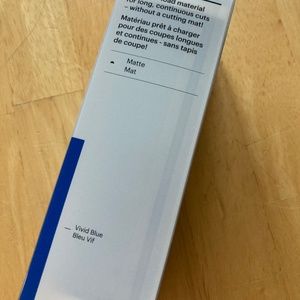 for long, continuous cuts
– without a cutting mat!
Matériau prêt à charger
pour des coupes longues
et continues - sans tapis
de coupe!
Matte
Mat
Vivid Blue
Bleu Vif